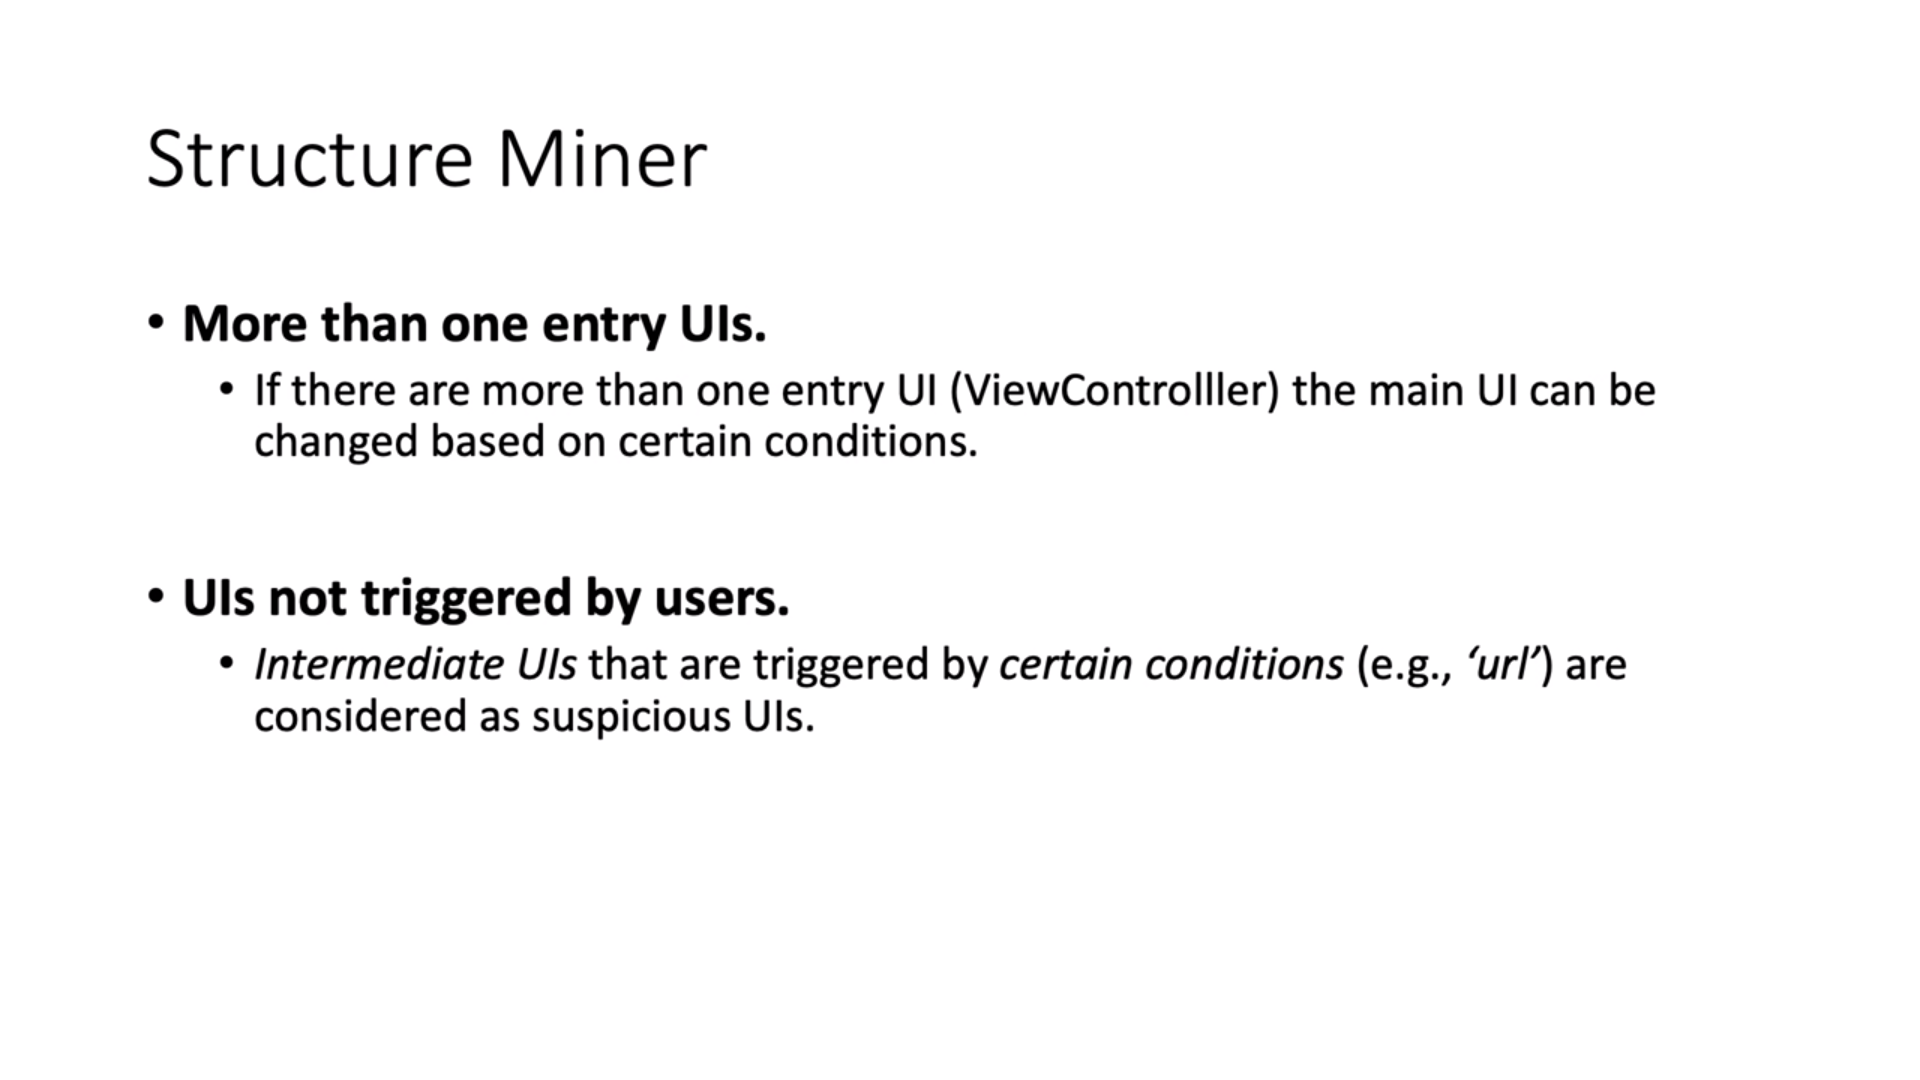 Structure Miner
• More than one entry UIs.
• If there are more than one entry UI (ViewControlller) the main UI can be
changed based on certain conditions.
• UIs not triggered by users.
• Intermediate UIs that are triggered by certain conditions (e.g., ‘url’) are
considered as suspicious UIs.